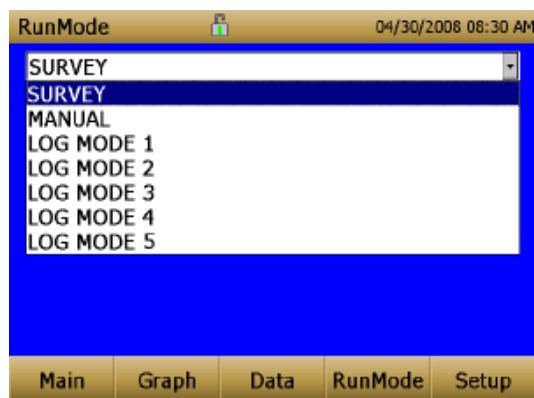 RunMode 04/30/2008 08:30 AM
SURVEY
SURVEY
MANUAL
LOG MODE 1
LOG MODE 2
LOG MODE 3
LOG MODE 4
LOG MODE 5
Main Graph Data RunMode Setup